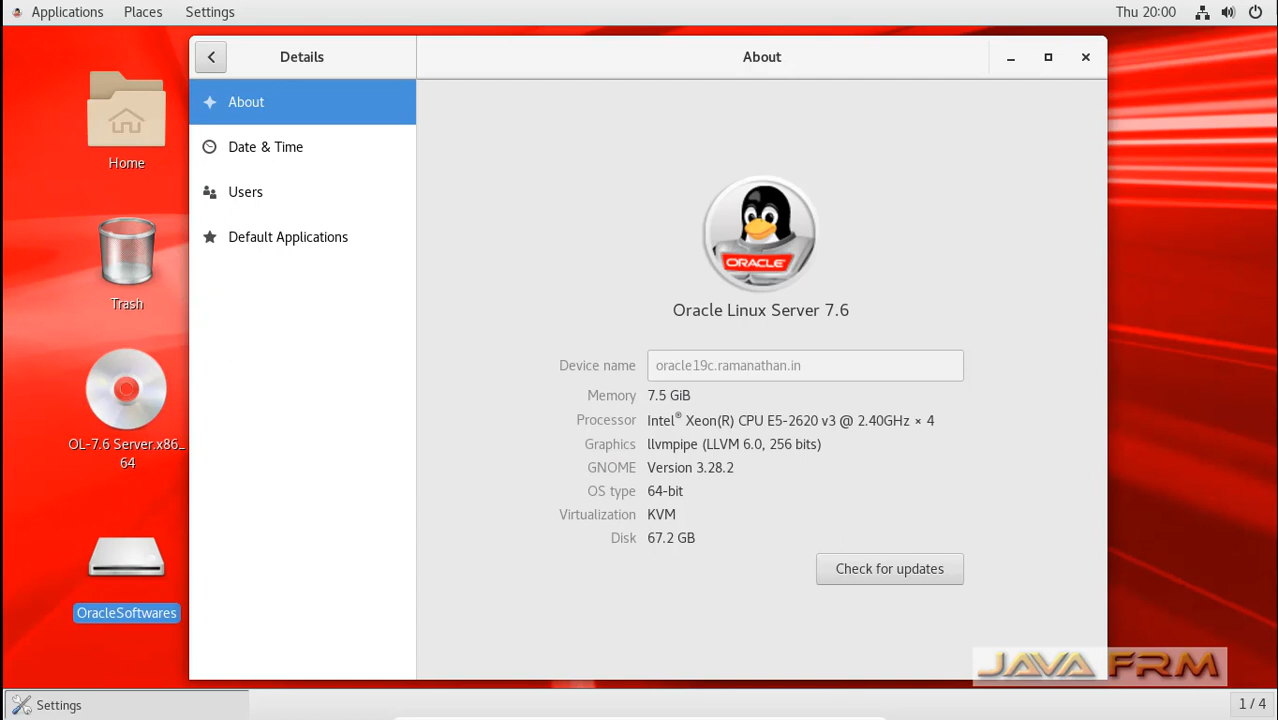 Applications Places Settings Thu 20:00
Details About
About
Date & Time
Users
Default Applications
Home
Trash
OL-7.6 Server.x86_
64
OracleSoftwares
ORACLE
Oracle Linux Server 7.6
Device name oracle19c.ramanathan.in
Memory 7.5 GiB
Processor Intel® Xeon(R) CPU E5-2620 v3 @ 2.40GHz × 4
Graphics llvmpipe (LLVM 6.0, 256 bits)
GNOME Version 3.28.2
OS type 64-bit
Virtualization KVM
Disk 67.2 GB
Check for updates
JAVA FRM
Settings 1 / 4